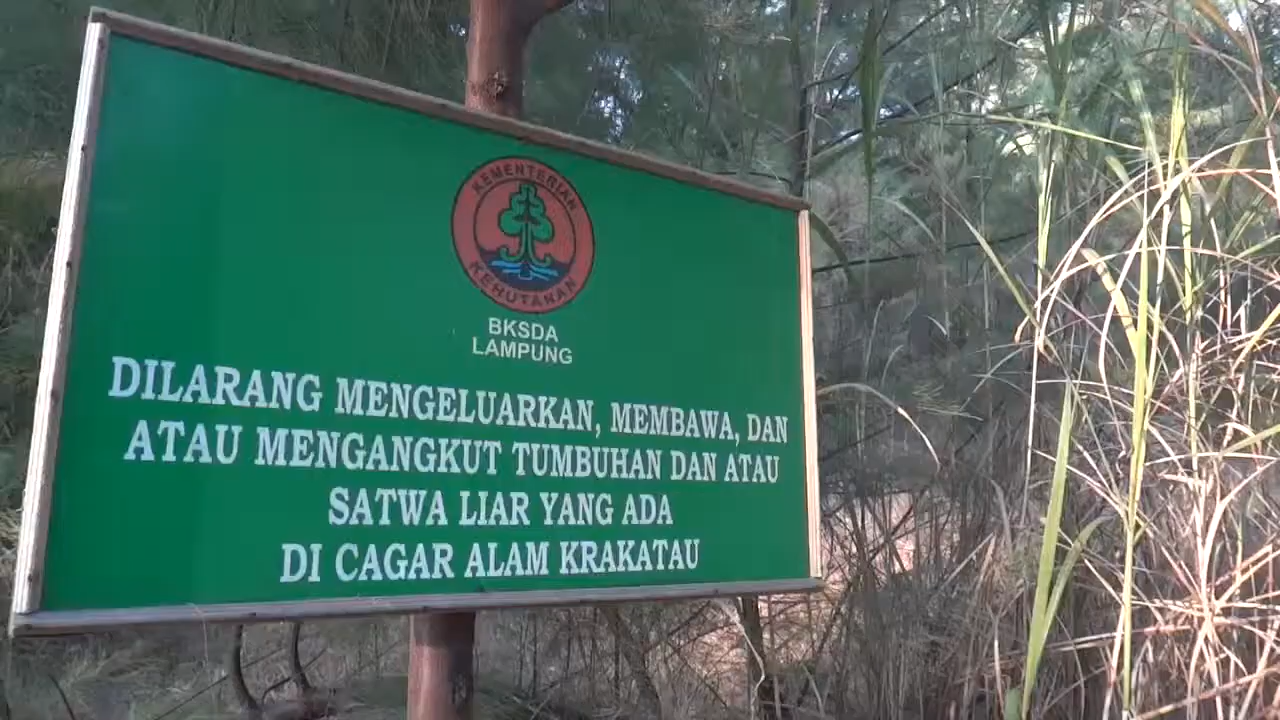 KEMENTERIAN
KEHUTANAN
BKSDA
LAMPUNG
DILARANG MENGELUARKAN, MEMBAWA, DAN
ATAU MENGANGKUT TUMBUHAN DAN ATAU
SATWA LIAR YANG ADA
DI CAGAR ALAM KRAKATAU